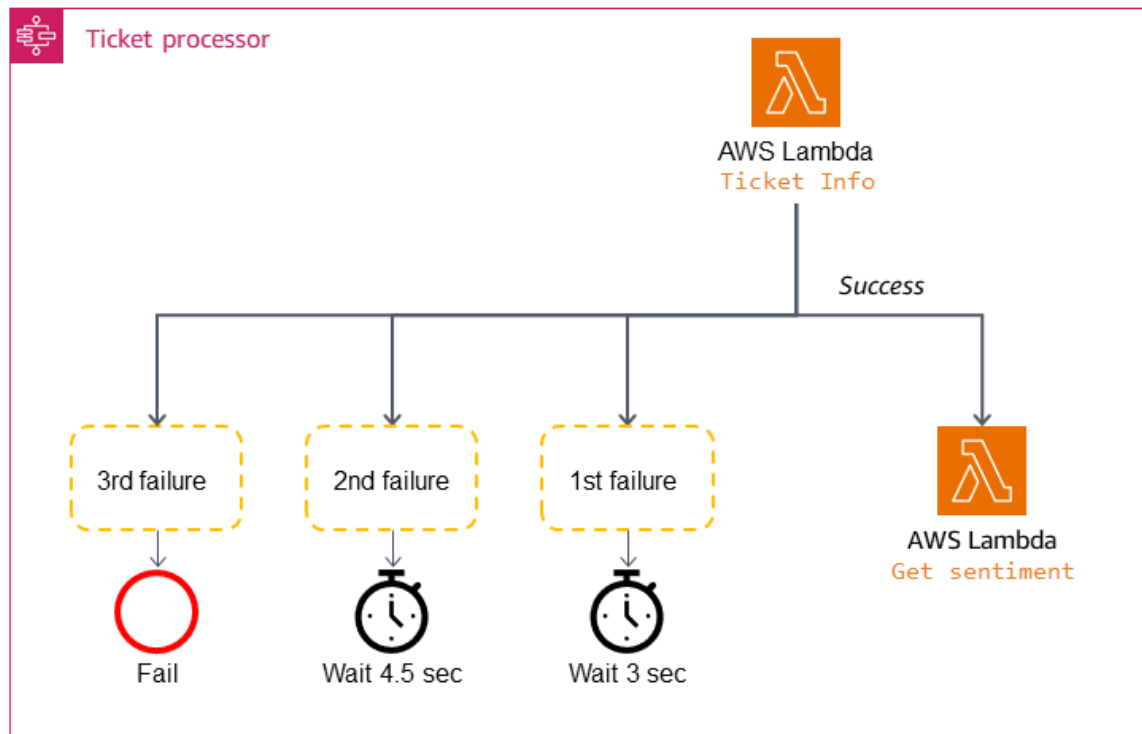 Ticket processor
AWS Lambda
Ticket Info
Success
3rd failure
2nd failure
1st failure
AWS Lambda
Get sentiment
Fail
Wait 4.5 sec
Wait 3 sec